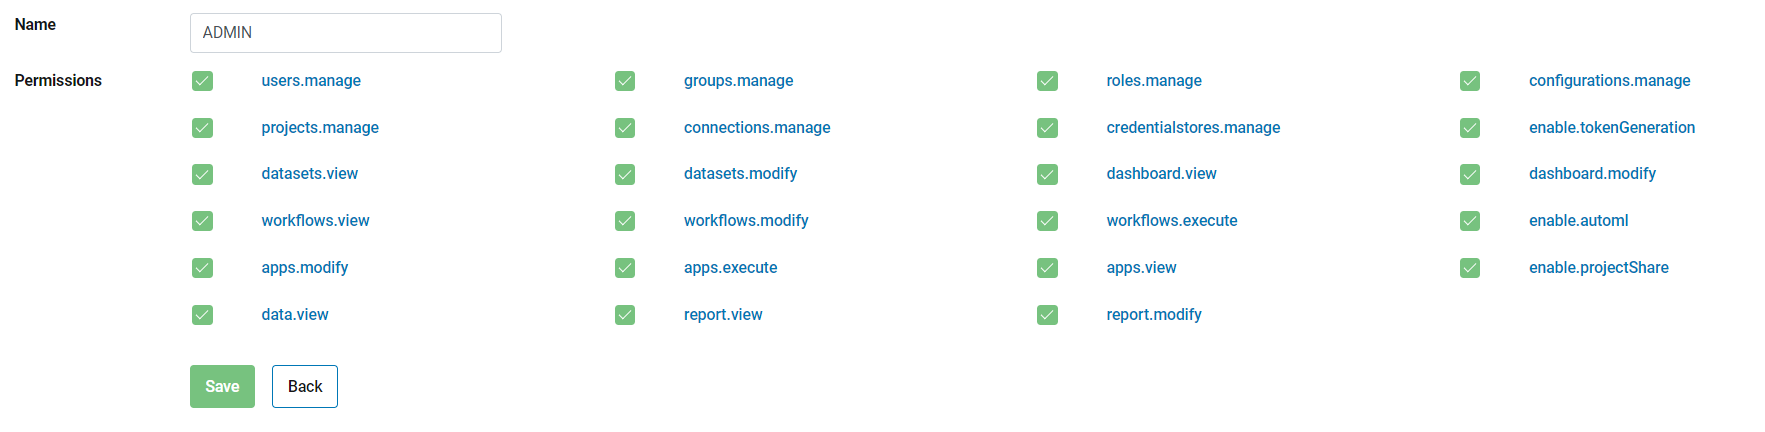 Name ADMIN
Permissions users.manage groups.manage roles.manage configurations.manage
projects.manage connections.manage credentialstores.manage enable.tokenGeneration
datasets.view datasets.modify dashboard.view dashboard.modify
workflows.view workflows.modify workflows.execute enable.automl
apps.modify apps.execute apps.view enable.projectShare
data.view report.view report.modify
Save Back